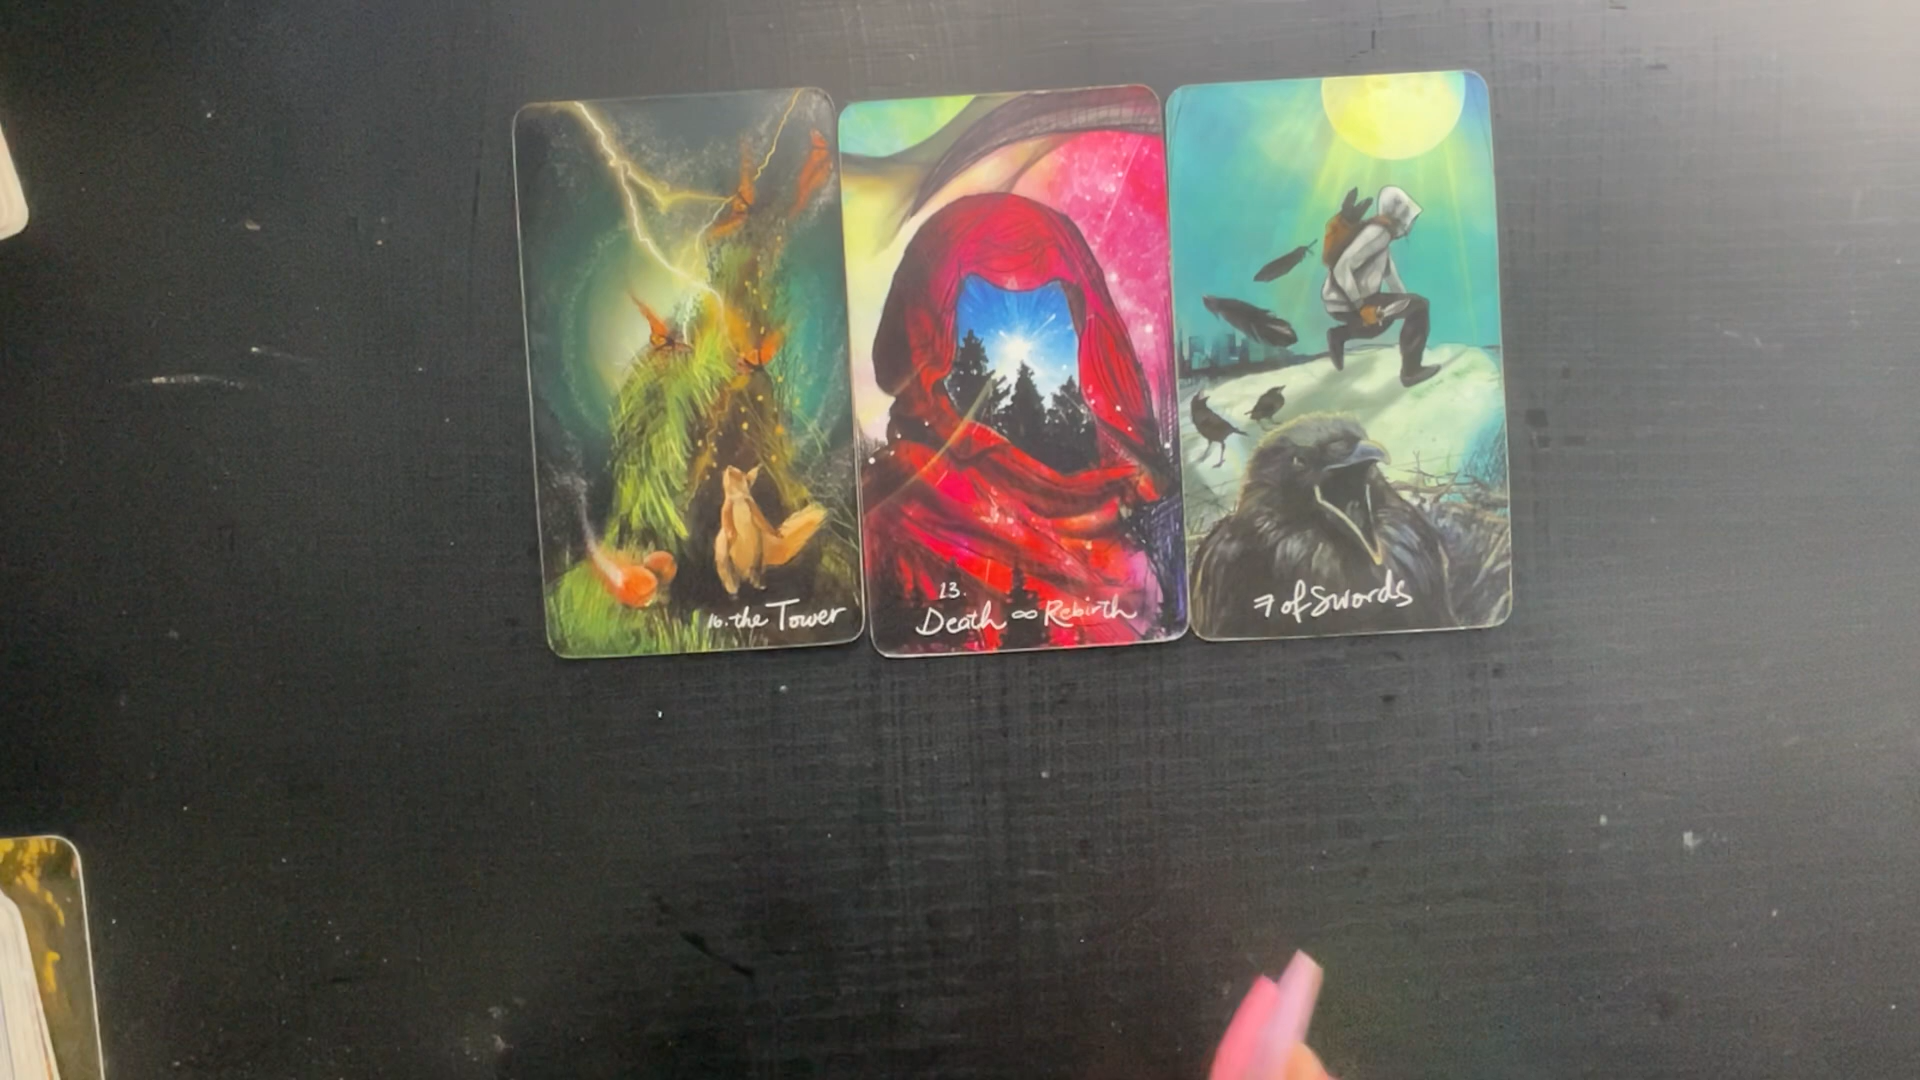 16. the Tower
13.
Death ∞ Rebirth
7 of Swords